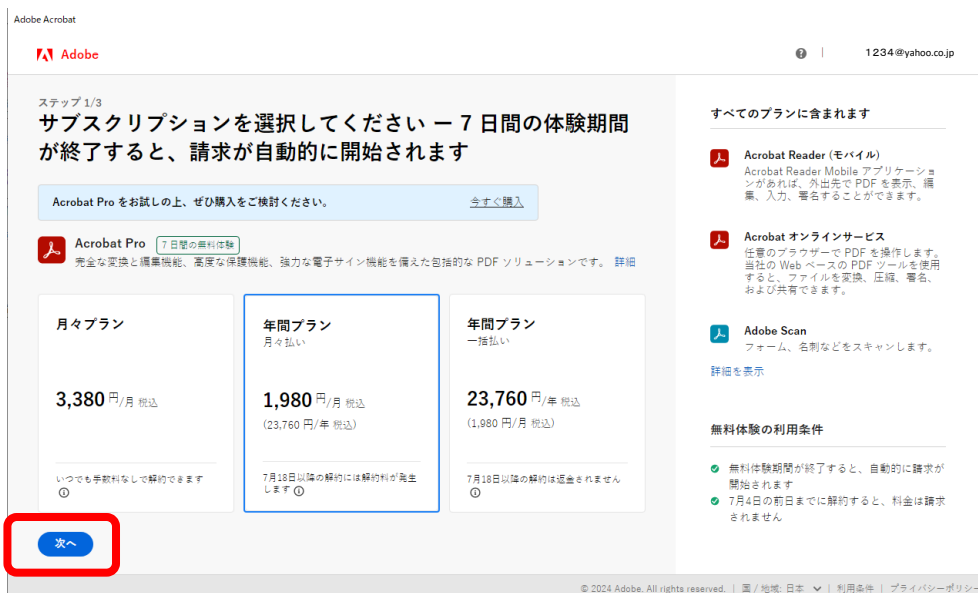 Adobe Acrobat
Adobe
1234@yahoo.co.jp
ステップ 1/3
サブスクリプションを選択してください ー 7 日間の体験期間
が終了すると、請求が自動的に開始されます
Acrobat Pro をお試しの上、ぜひ購入をご検討ください。 今すぐ購入
Acrobat Pro 7 日間の無料体験
完全な変換と編集機能、高度な保護機能、強力な電子サイン機能を備えた包括的な PDF ソリューションです。 詳細
月々プラン
3,380 円/月 税込
いつでも手数料なしで解約できます
年間プラン
月々払い
1,980 円/月 税込
(23,760 円/年 税込)
7月18日以降の解約には解約料が発生
します
年間プラン
一括払い
23,760 円/年 税込
(1,980 円/月 税込)
7月18日以降の解約は返金されません
次へ
すべてのプランに含まれます
Acrobat Reader (モバイル)
Acrobat Reader Mobile アプリケーショ
ンがあれば、外出先で PDF を表示、編
集、入力、署名することができます。
Acrobat オンラインサービス
任意のブラウザーで PDF を操作します。
当社の Web ベースの PDF ツールを使用
すると、ファイルを変換、圧縮、署名、
および共有できます。
Adobe Scan
フォーム、名刺などをスキャンします。
詳細を表示
無料体験の利用条件
無料体験期間が終了すると、自動的に請求が
開始されます
7月4日の前日までに解約すると、料金は請求
されません
© 2024 Adobe. All rights reserved. | 国 / 地域: 日本 | 利用条件 | プライバシーポリシー